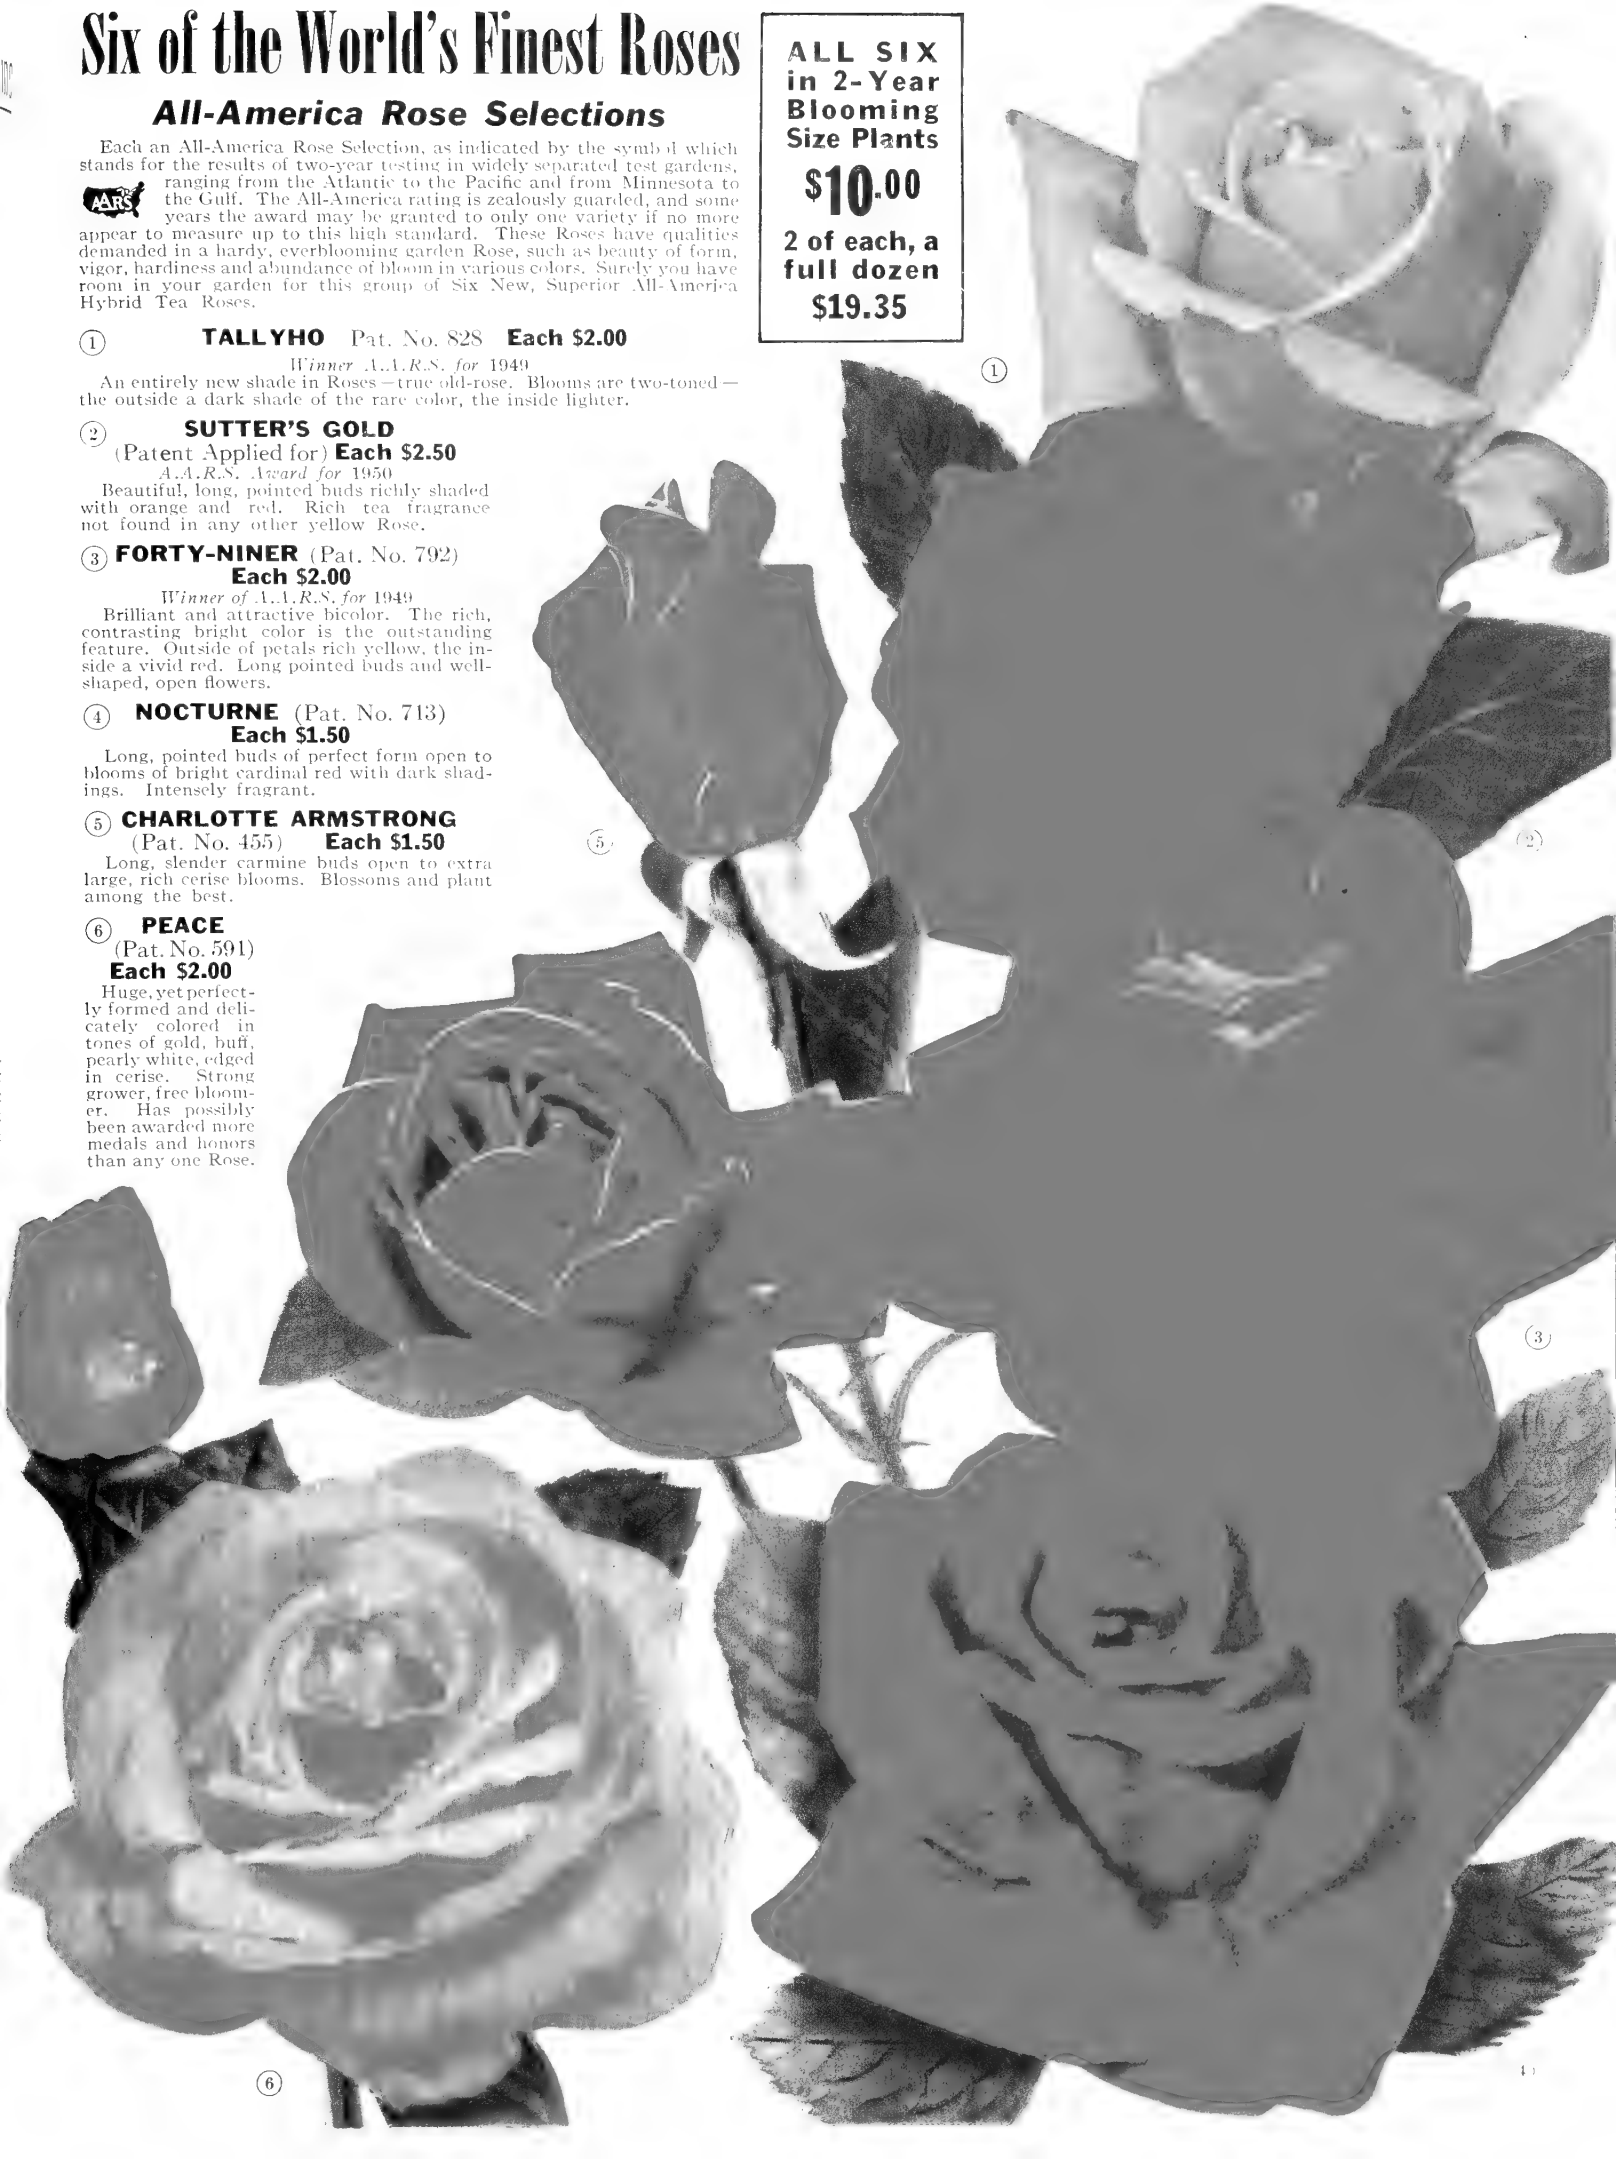 Six of the World's Finest Roses
All-America Rose Selections
Each an All-America Rose Selection, as indicated by the symbol which
stands for the results of two-year testing in widely separated test gardens,
AARS
ranging from the Atlantic to the Pacific and from Minnesota to
the Gulf. The All-America rating is zealously guarded, and some
years the award may be granted to only one variety if no more
appear to measure up to this high standard. These Roses have qualities
demanded in a hardy, everblooming garden Rose, such as beauty of form,
vigor, hardiness and abundance of bloom in various colors. Surely you have
room in your garden for this group of Six New, Superior All-America
Hybrid Tea Roses.
ALL SIX
in 2-Year
Blooming
Size Plants
$10.00
2 of each, a
full dozen
$19.35
1 TALLYHO Pat. No. 828 Each $2.00
Winner A.A.R.S. for 1949
An entirely new shade in Roses—true old-rose. Blooms are two-toned—
the outside a dark shade of the rare color, the inside lighter.
2 SUTTER'S GOLD
(Patent Applied for) Each $2.50
A.A.R.S. Award for 1950
Beautiful, long, pointed buds richly shaded
with orange and red. Rich tea fragrance
not found in any other yellow Rose.
3 FORTY-NINER (Pat. No. 792)
Each $2.00
Winner of A.A.R.S. for 1949
Brilliant and attractive bicolor. The rich,
contrasting bright color is the outstanding
feature. Outside of petals rich yellow, the in-
side a vivid red. Long pointed buds and well-
shaped, open flowers.
4 NOCTURNE (Pat. No. 713)
Each $1.50
Long, pointed buds of perfect form open to
blooms of bright cardinal red with dark shad-
ings. Intensely fragrant.
5 CHARLOTTE ARMSTRONG
(Pat. No. 455) Each $1.50
Long, slender carmine buds open to extra
large, rich cerise blooms. Blossoms and plant
among the best.
6 PEACE
(Pat. No. 591)
Each $2.00
Huge, yet perfect-
ly formed and deli-
cately colored in
tones of gold, buff,
pearly white, edged
in cerise. Strong
grower, free bloom-
er. Has possibly
been awarded more
medals and honors
than any one Rose.
1
5
2
3
6
4